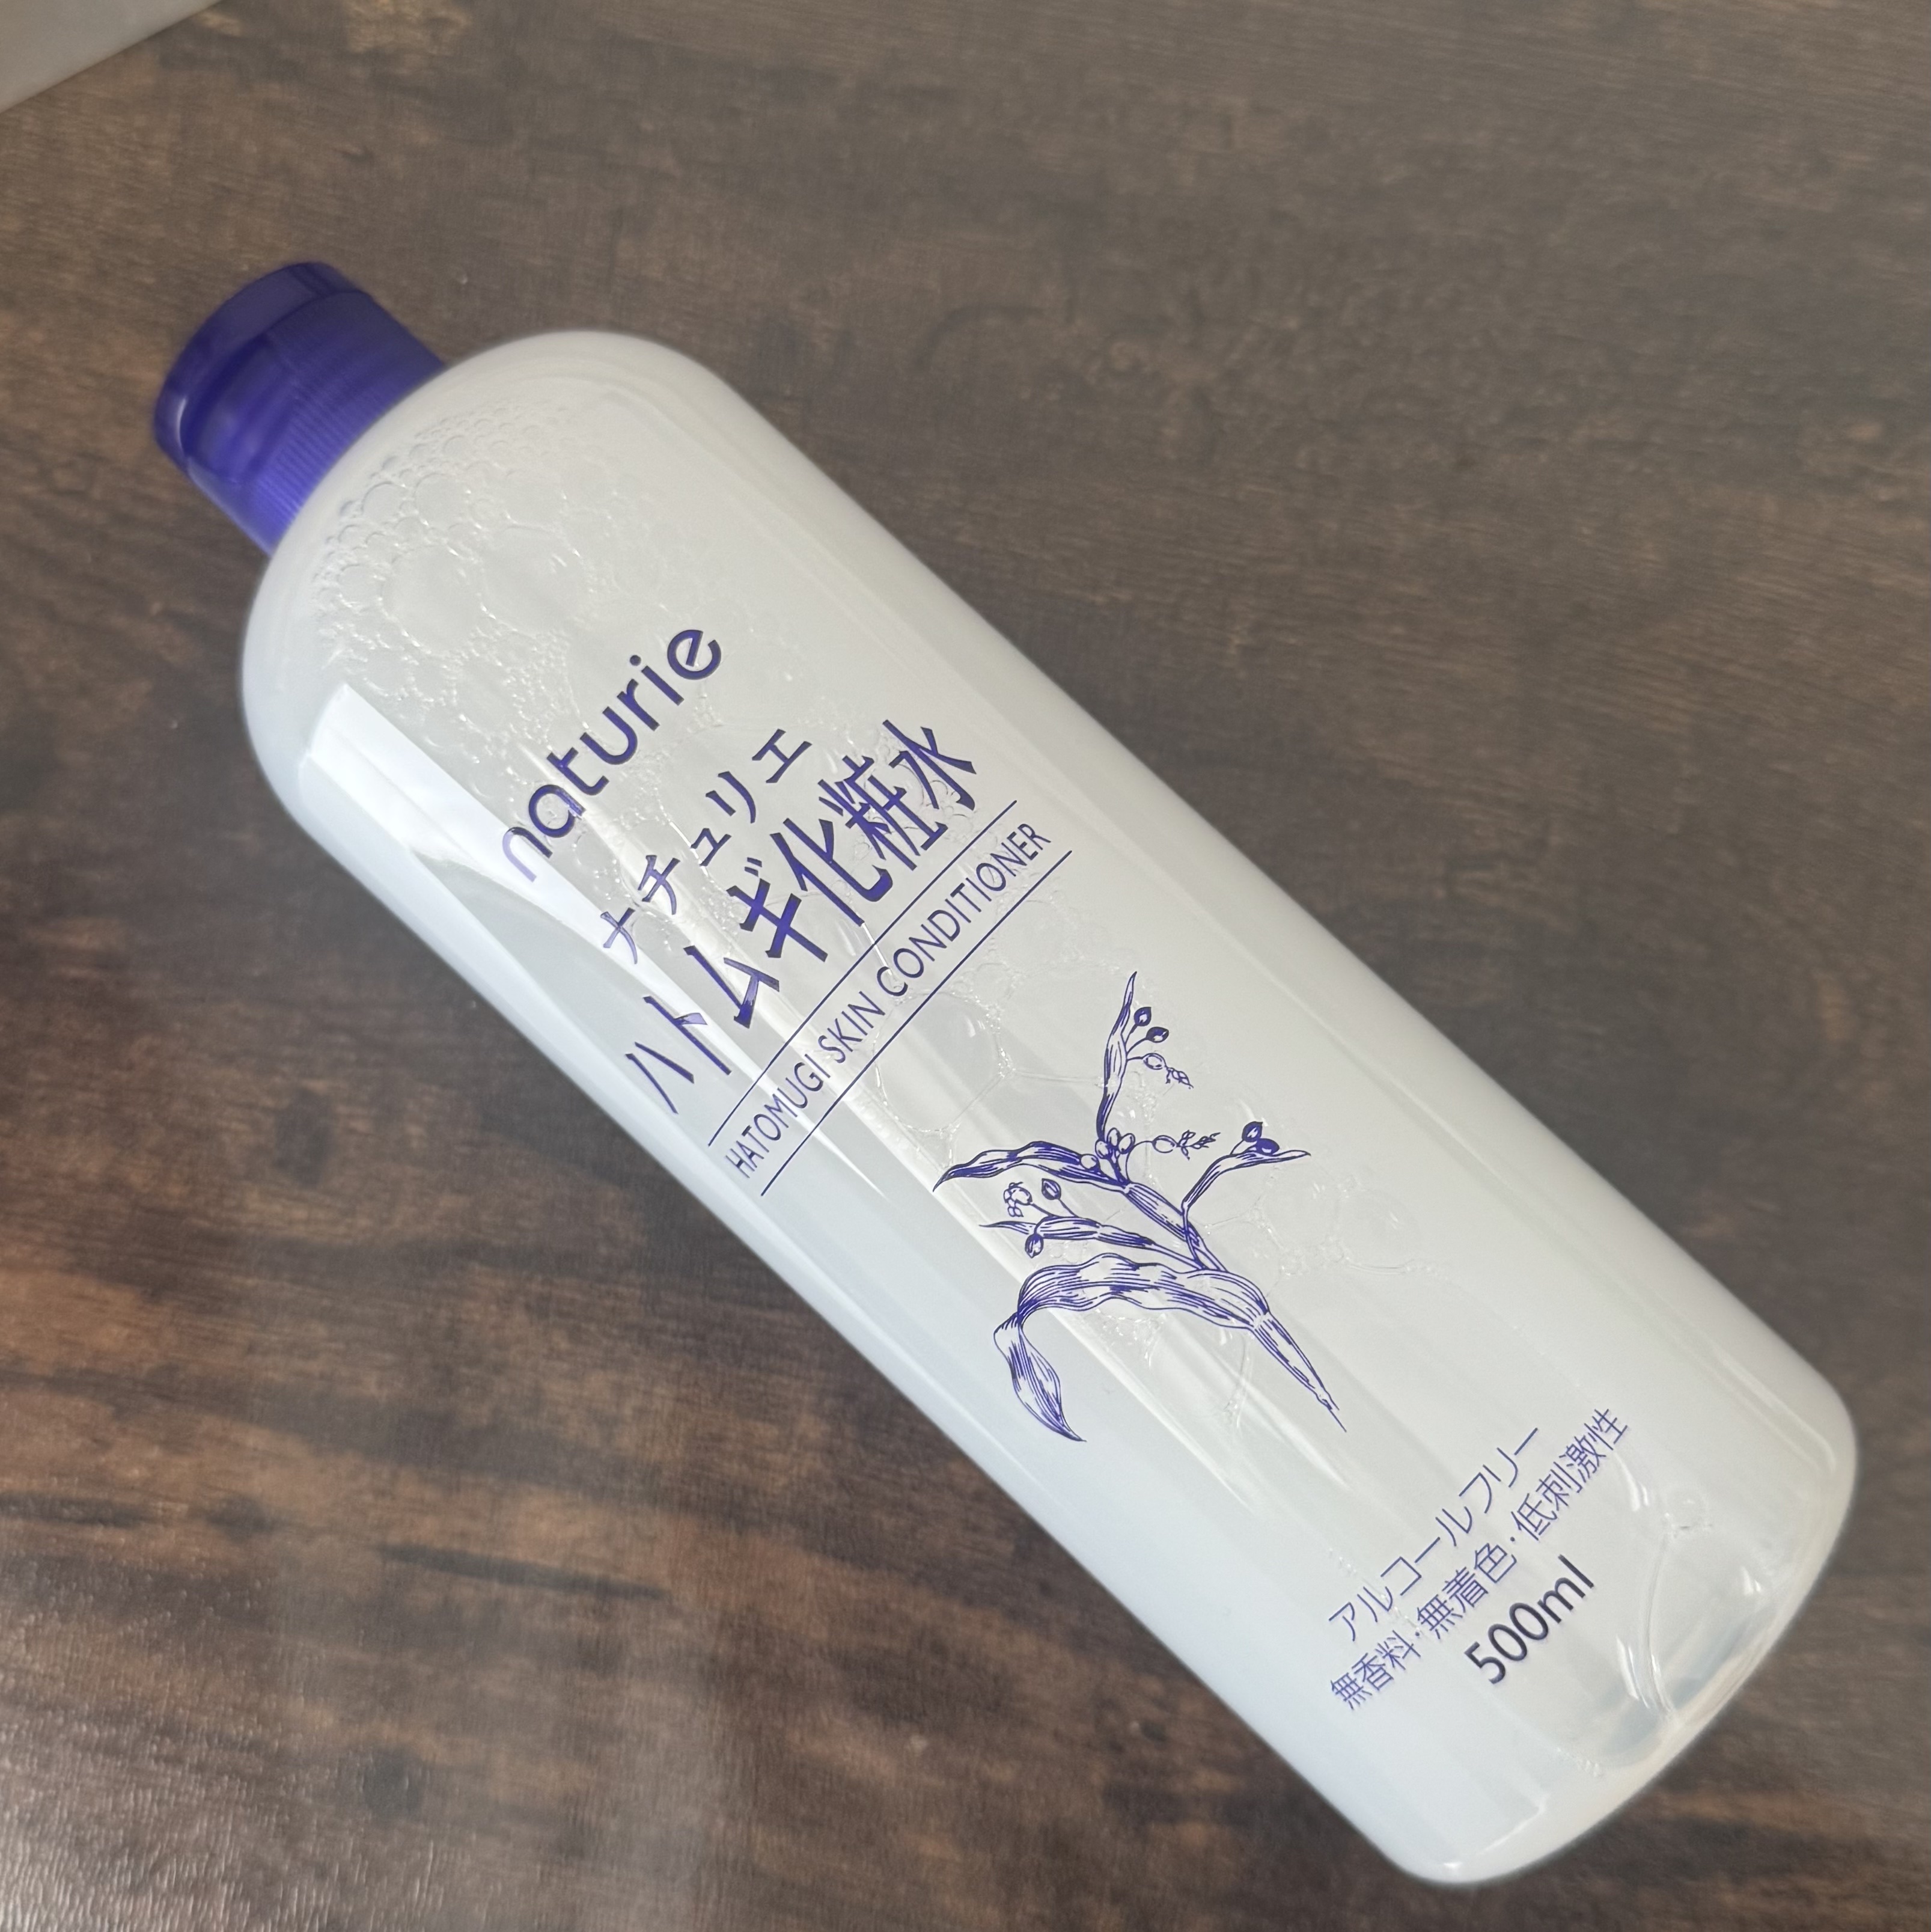 naturie
ナチュリエ
ハトムギ化粧水
HATOMUGI SKIN CONDITIONER
アルコールフリー
無香料・無着色・低刺激性
500ml